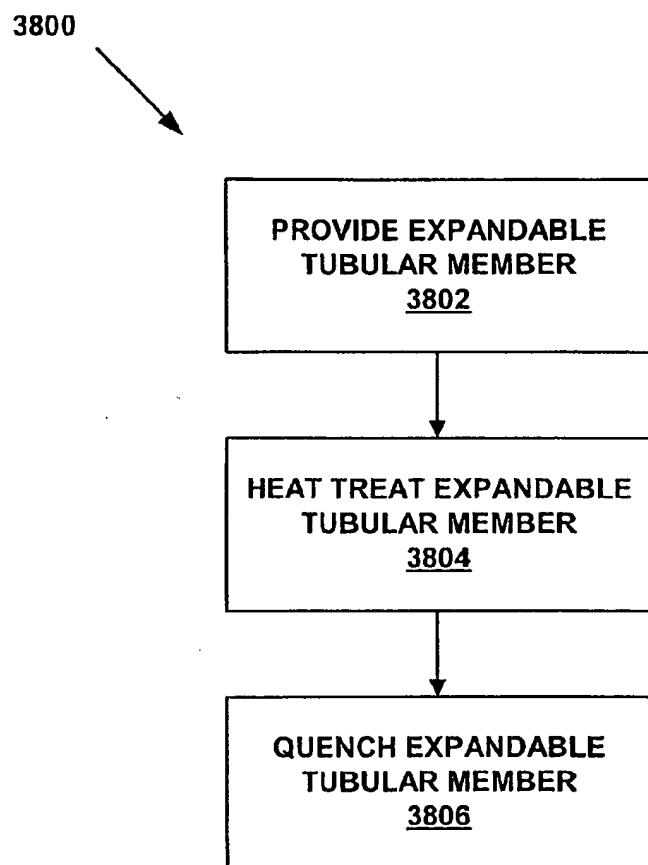 3800
PROVIDE EXPANDABLE
TUBULAR MEMBER
3802
HEAT TREAT EXPANDABLE
TUBULAR MEMBER
3804
QUENCH EXPANDABLE
TUBULAR MEMBER
3806